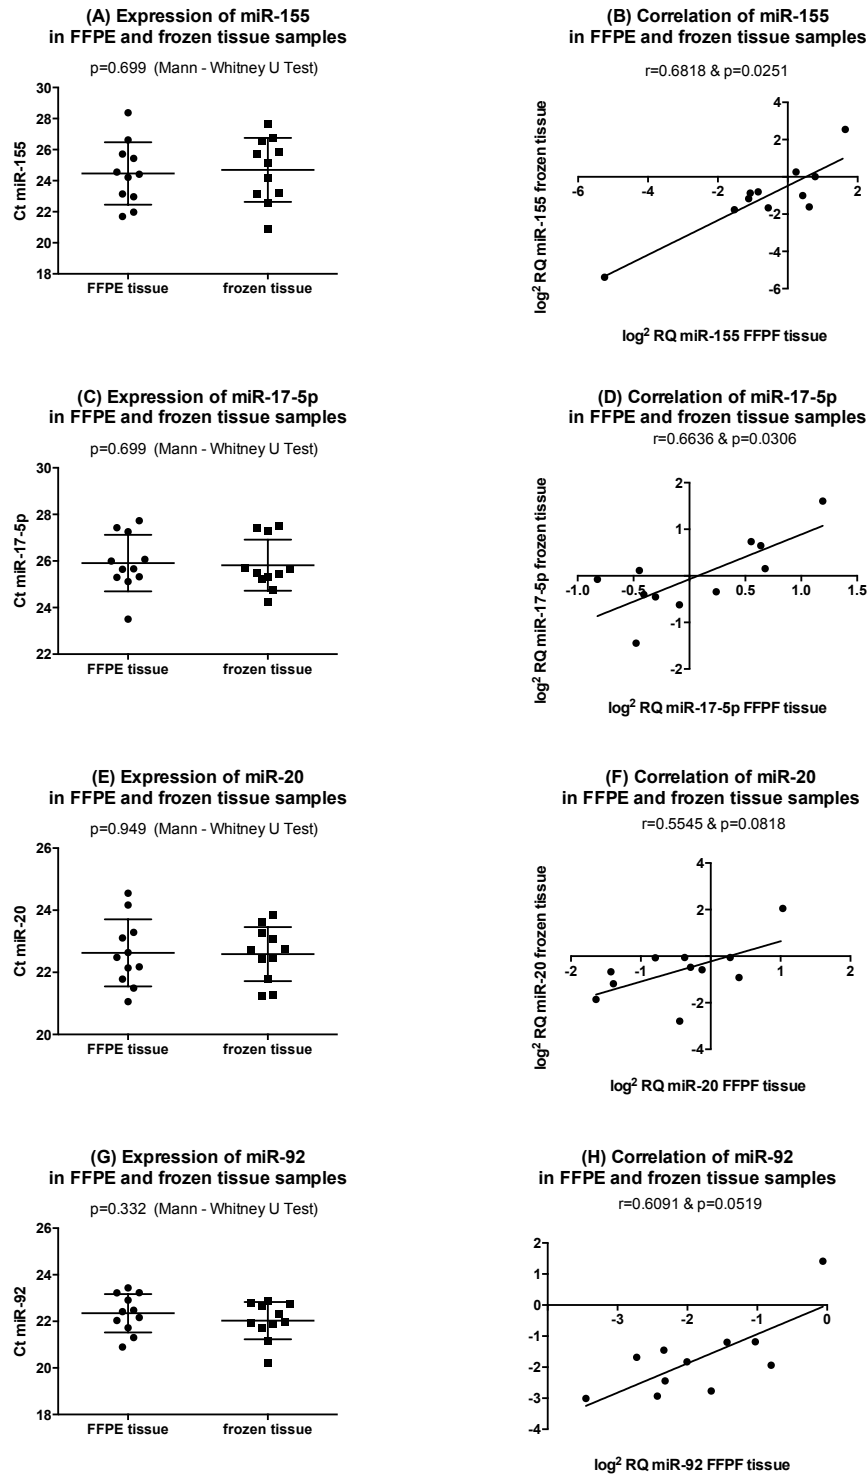 (A) Expression of miR-155
in FFPE and frozen tissue samples
p=0.699 (Mann - Whitney U Test)
30
28
26
24
22
20
18
Ct miR-155
FFPE tissue
frozen tissue
(B) Correlation of miR-155
in FFPE and frozen tissue samples
r=0.6818 & p=0.0251
4
2
-6
-4
-2
2
-2
-4
-6
log² RQ miR-155 frozen tissue
log² RQ miR-155 FFPF tissue
(C) Expression of miR-17-5p
in FFPE and frozen tissue samples
p=0.699 (Mann - Whitney U Test)
30
28
26
24
22
Ct miR-17-5p
FFPE tissue
frozen tissue
(D) Correlation of miR-17-5p
in FFPE and frozen tissue samples
r=0.6636 & p=0.0306
2
1
-1.0
-0.5
0.5
1.0
1.5
-1
-2
log² RQ miR-17-5p frozen tissue
log² RQ miR-17-5p FFPF tissue
(E) Expression of miR-20
in FFPE and frozen tissue samples
p=0.949 (Mann - Whitney U Test)
26
24
22
20
Ct miR-20
FFPE tissue
frozen tissue
(F) Correlation of miR-20
in FFPE and frozen tissue samples
r=0.5545 & p=0.0818
4
2
-2
-1
1
2
-2
-4
log² RQ miR-20 frozen tissue
log² RQ miR-20 FFPF tissue
(G) Expression of miR-92
in FFPE and frozen tissue samples
p=0.332 (Mann - Whitney U Test)
26
24
22
20
18
Ct miR-92
FFPE tissue
frozen tissue
(H) Correlation of miR-92
in FFPE and frozen tissue samples
r=0.6091 & p=0.0519
2
1
0
-3
-2
-1
0
-1
-2
-3
-4
log² RQ miR-92 FFPF tissue